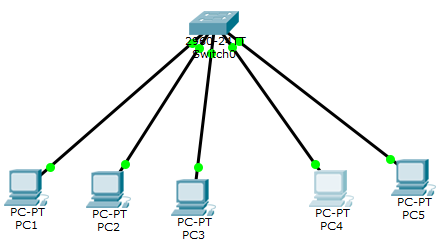 2960-24TT
Switch0
PC-PT
PC1
PC-PT
PC2
PC-PT
PC3
PC-PT
PC4
PC-PT
PC5